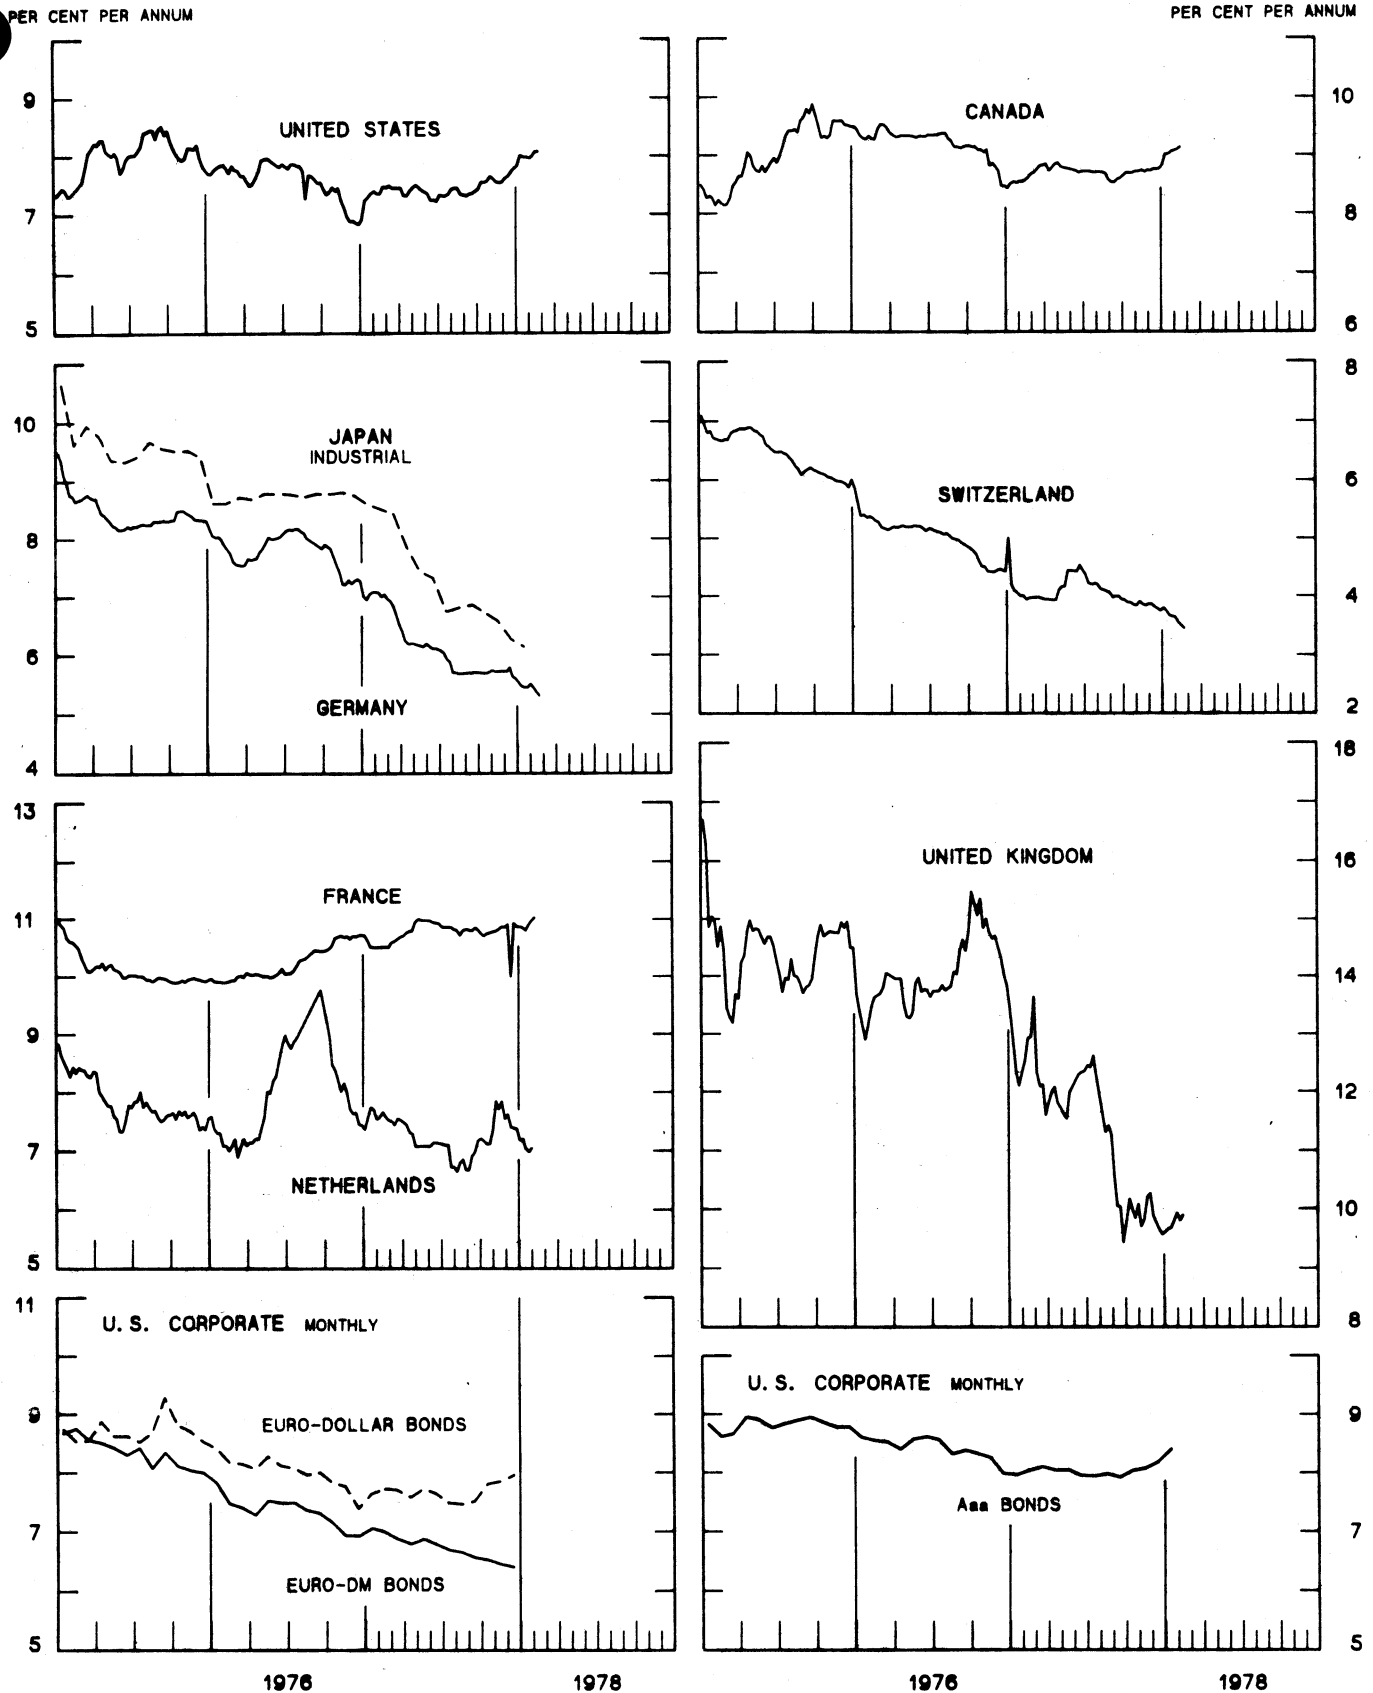 PER CENT PER ANNUM
PER CENT PER ANNUM
9
7
5
UNITED STATES
10
8
6
CANADA
10
8
6
4
JAPAN
INDUSTRIAL
GERMANY
8
6
4
2
SWITZERLAND
13
11
9
7
5
FRANCE
NETHERLANDS
18
16
14
12
10
8
UNITED KINGDOM
11
9
7
5
U.S. CORPORATE MONTHLY
EURO-DOLLAR BONDS
EURO-DM BONDS
1976
1978
U.S. CORPORATE MONTHLY
Aaa BONDS
9
7
5
1976
1978